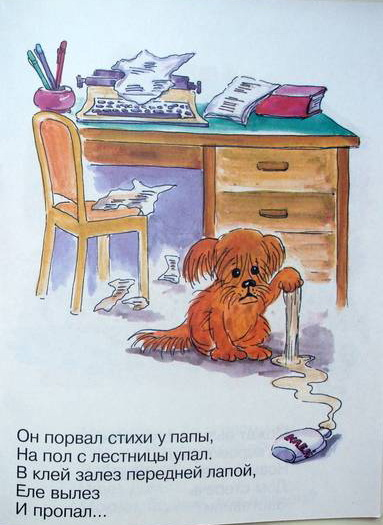 Он порвал стихи у папы,
На пол с лестницы упал.
В клей залез передней лапой,
Еле вылез
И пропал...